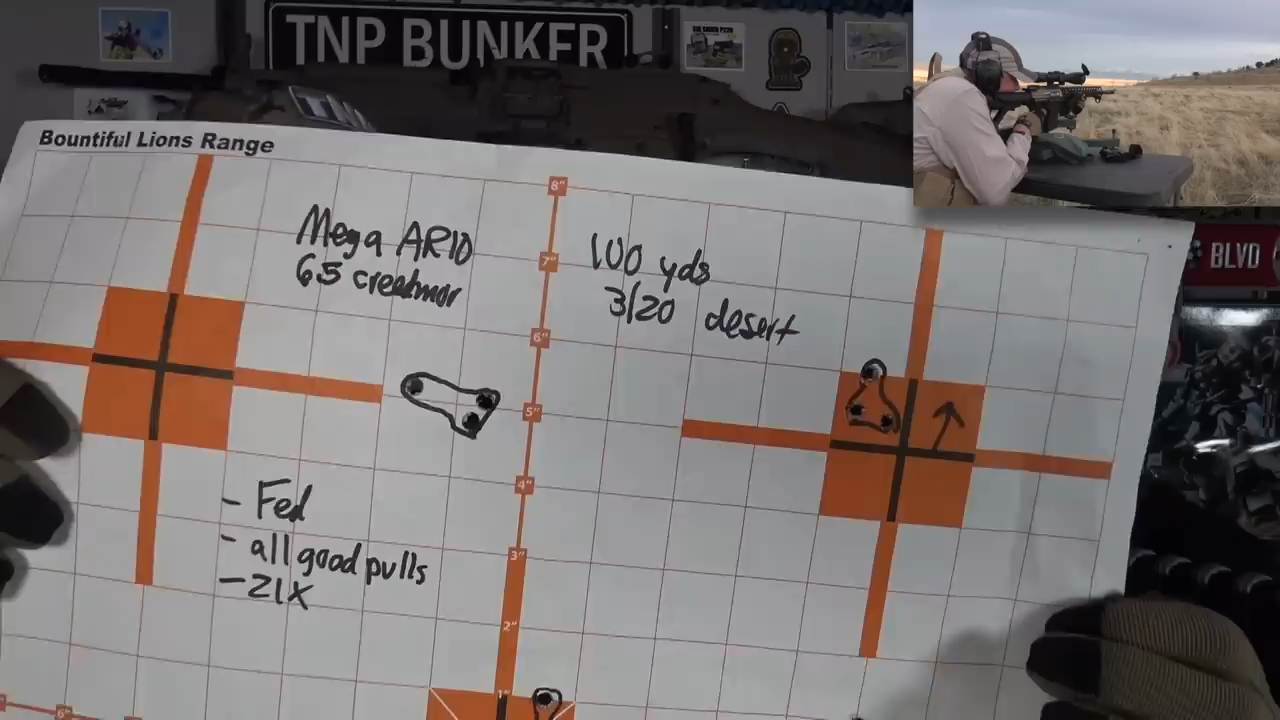 TNP BUNKER
Bountiful Lions Range
BLVD
Mega AR10
65 creedmor
100 yds
3/20 desert
8"
7"
6"
5"
4"
3"
2"
1"
6"
- Fed
- all good pulls
- 21X